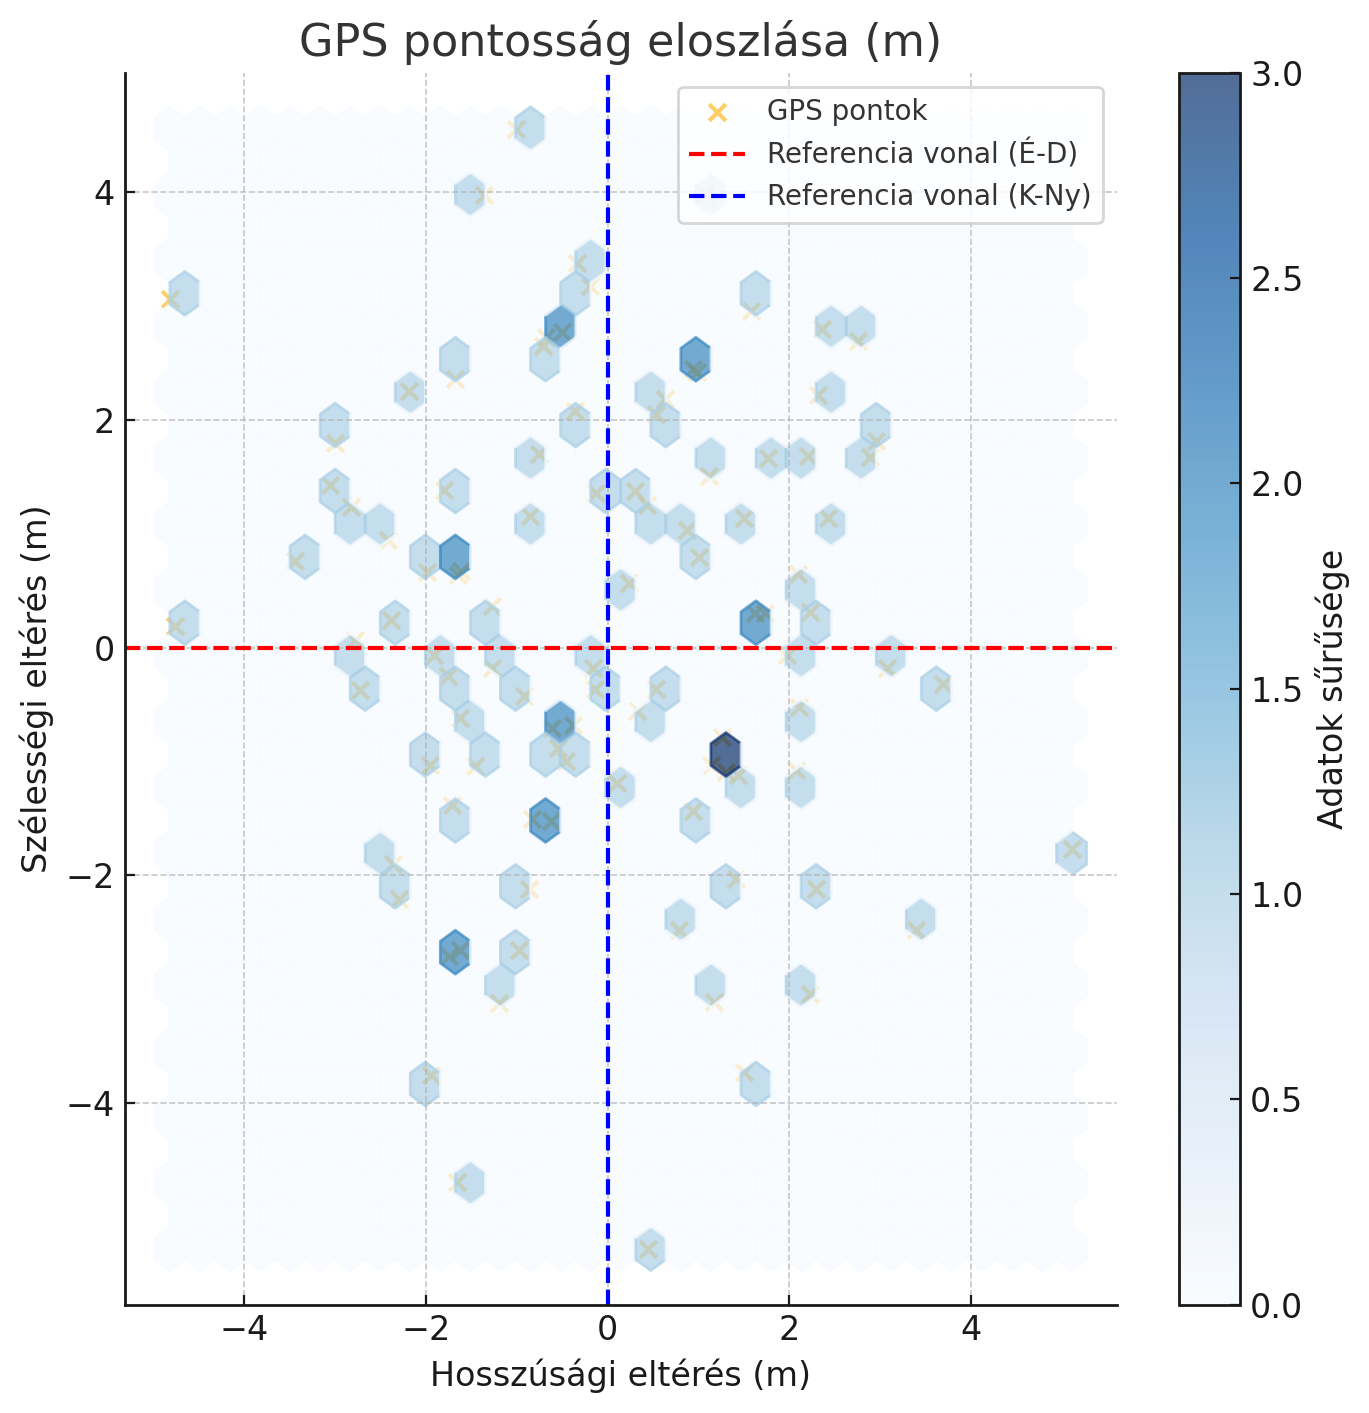 GPS pontosság eloszlása (m)
GPS pontok
Referencia vonal (É-D)
Referencia vonal (K-Ny)
Szélességi eltérés (m)
4
2
0
−2
−4
−4
−2
0
2
4
Hosszúsági eltérés (m)
3.0
2.5
2.0
1.5
1.0
0.5
0.0
Adatok sűrűsége